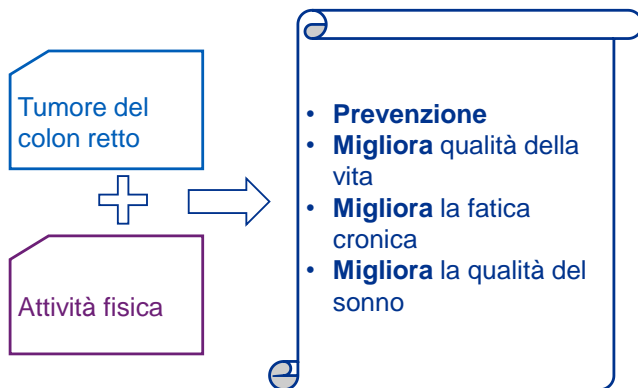 Tumore del
colon retto
Attività fisica
• Prevenzione
• Migliora qualità della
vita
• Migliora la fatica
cronica
• Migliora la qualità del
sonno